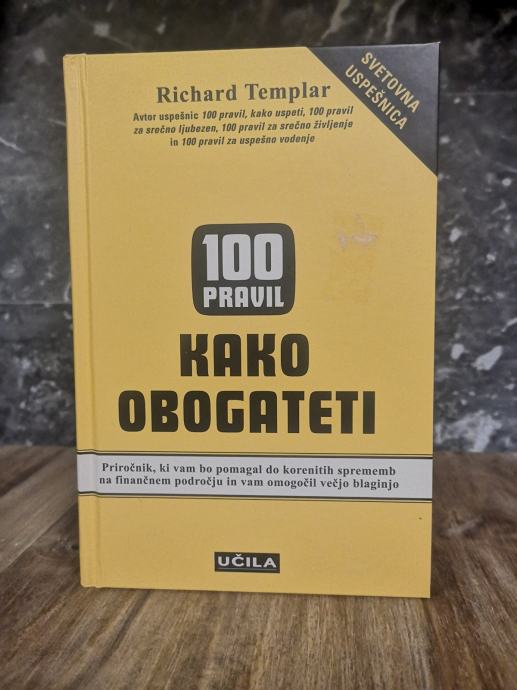 Richard Templar
Avtor uspešnic 100 pravil, kako uspeti, 100 pravil
za srečno ljubezen, 100 pravil za srečno življenje
in 100 pravil za uspešno vodenje
SVETOVNA
USPEŠNICA
100
PRAVIL
KAKO
OBOGATETI
Priročnik, ki vam bo pomagal do korenitih sprememb
na finančnem področju in vam omogočil večjo blaginjo
UČILA